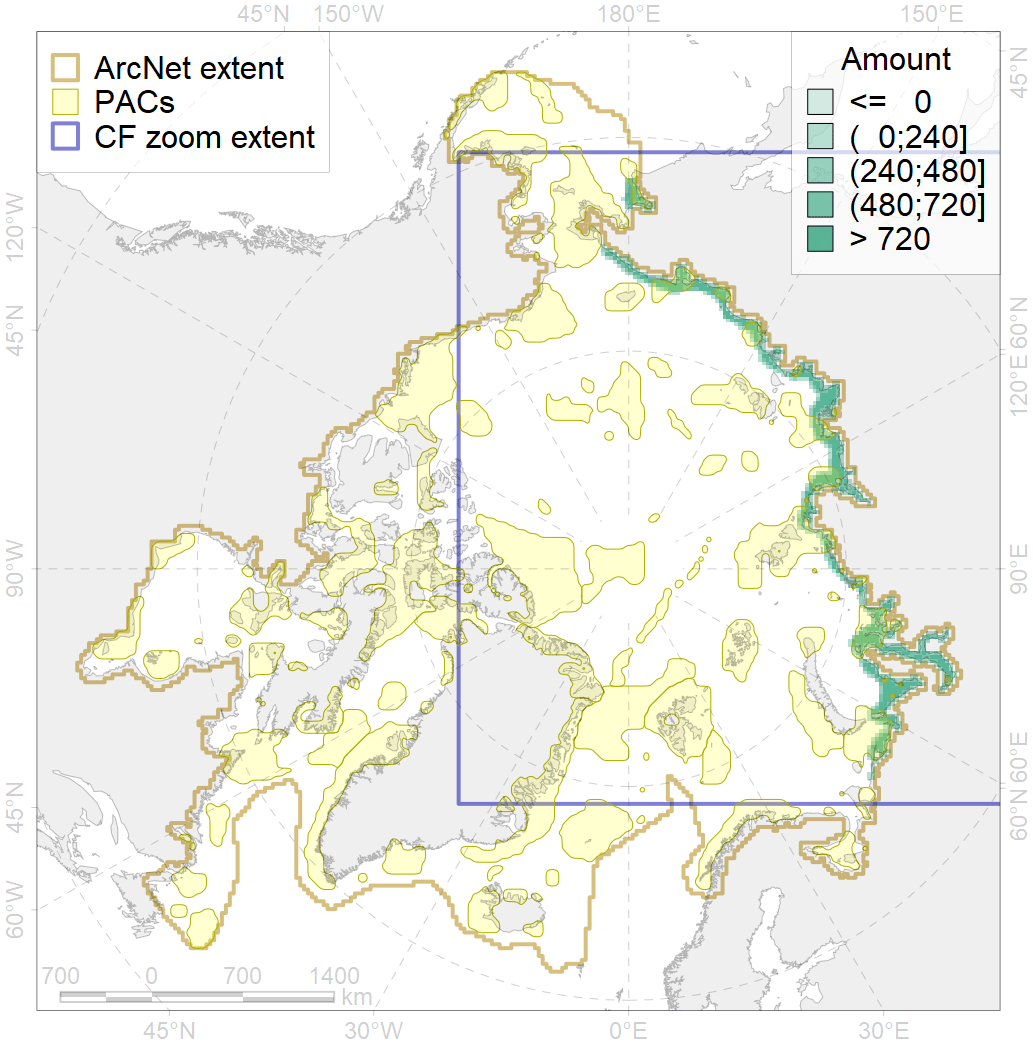 45°N 150°W 180°E 150°E
ArcNet extent
PACs
CF zoom extent
Amount
<= 0
( 0;240]
(240;480]
(480;720]
> 720
45°N
120°W
45°N
90°W
45°N
60°W
60°N
120°E
90°E
60°E
60°N
700 0 700 1400
km
45°N 30°W 0°E 30°E